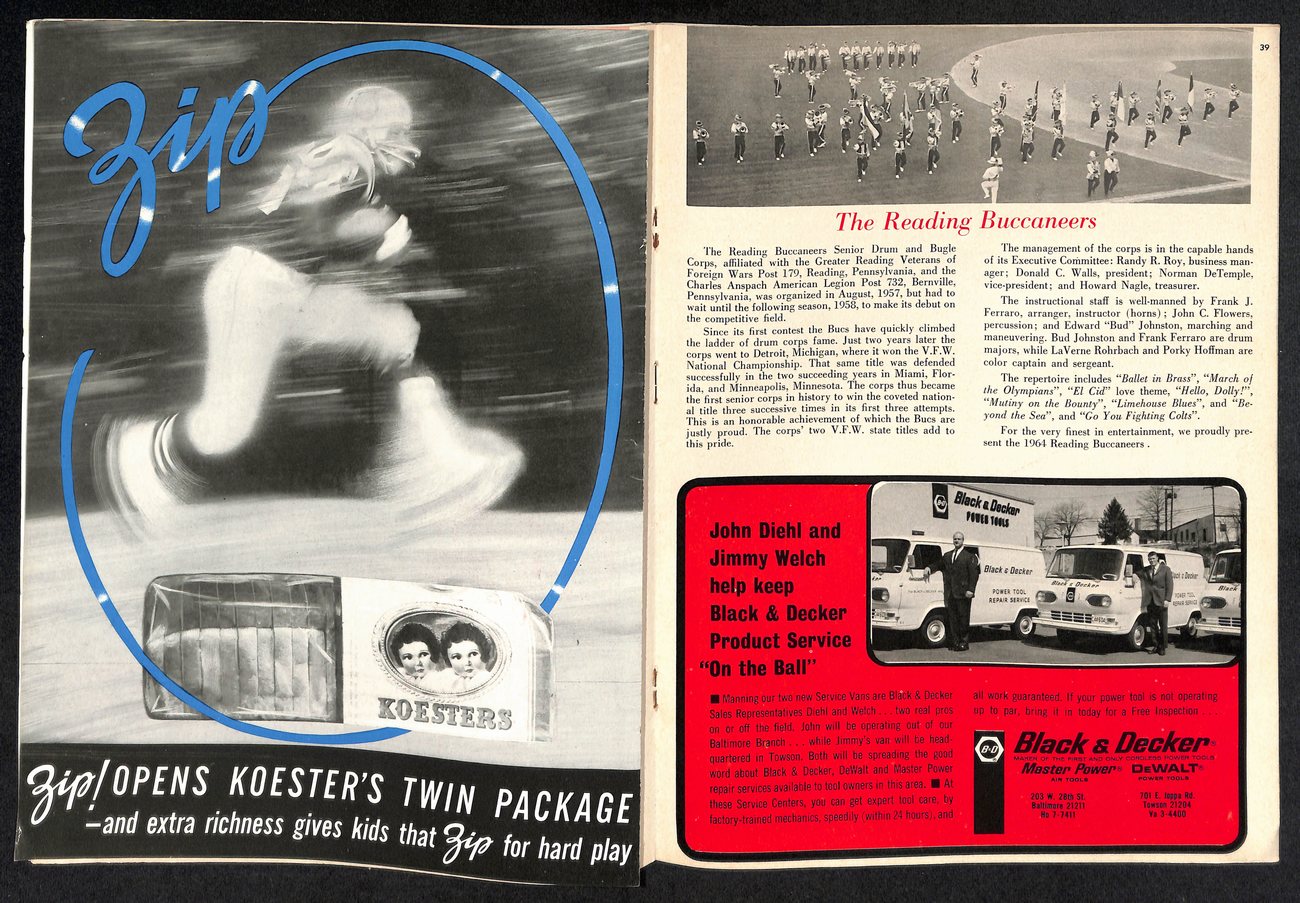 Zip
KOESTERS
Zip! OPENS KOESTER'S TWIN PACKAGE
—and extra richness gives kids that Zip for hard play
39
The Reading Buccaneers
The Reading Buccaneers Senior Drum and Bugle
Corps, affiliated with the Greater Reading Veterans of
Foreign Wars Post 179, Reading, Pennsylvania, and the
Charles Anspach American Legion Post 732, Bernville,
Pennsylvania, was organized in August, 1957, but had to
wait until the following season, 1958, to make its debut on
the competitive field.
Since its first contest the Bucs have quickly climbed
the ladder of drum corps fame. Just two years later the
corps went to Detroit, Michigan, where it won the V.F.W.
National Championship. That same title was defended
successfully in the two succeeding years in Miami, Flor-
ida, and Minneapolis, Minnesota. The corps thus became
the first senior corps in history to win the coveted nation-
al title three successive times in its first three attempts.
This is an honorable achievement of which the Bucs are
justly proud. The corps' two V.F.W. state titles add to
this pride.
The management of the corps is in the capable hands
of its Executive Committee: Randy R. Roy, business man-
ager; Donald C. Walls, president; Norman DeTemple,
vice-president; and Howard Nagle, treasurer.
The instructional staff is well-manned by Frank J.
Ferraro, arranger, instructor (horns); John C. Flowers,
percussion; and Edward "Bud" Johnston, marching and
maneuvering. Bud Johnston and Frank Ferraro are drum
majors, while LaVerne Rohrbach and Porky Hoffman are
color captain and sergeant.
The repertoire includes "Ballet in Brass", "March of
the Olympians", "El Cid" love theme, "Hello, Dolly!",
"Mutiny on the Bounty", "Limehouse Blues", and "Be-
yond the Sea", and "Go You Fighting Colts".
For the very finest in entertainment, we proudly pre-
sent the 1964 Reading Buccaneers.
John Diehl and
Jimmy Welch
help keep
Black & Decker
Product Service
"On the Ball"
B&D Black & Decker
POWER TOOLS
Black & Decker
POWER TOOL
REPAIR SERVICE
Black & Decker
Black & Decker
POWER TOOL
REPAIR SERVICE
■ Manning our two new Service Vans are Black & Decker
Sales Representatives Diehl and Welch . . . two real pros
on or off the field. John will be operating out of our
Baltimore Branch . . . while Jimmy's van will be head-
quartered in Towson. Both will be spreading the good
word about Black & Decker, DeWalt and Master Power
repair services available to tool owners in this area. ■ At
these Service Centers, you can get expert tool care, by
factory-trained mechanics, speedily (within 24 hours), and
all work guaranteed. If your power tool is not operating
up to par, bring it in today for a Free Inspection . . .
B&D Black & Decker®
MAKER OF THE FIRST AND ONLY CORDLESS POWER TOOLS
Master Power® DeWALT®
AIR TOOLS POWER TOOLS
203 W. 28th St. 701 E. Joppa Rd.
Baltimore 21211 Towson 21204
Ho 7-7411 Va 3-4400